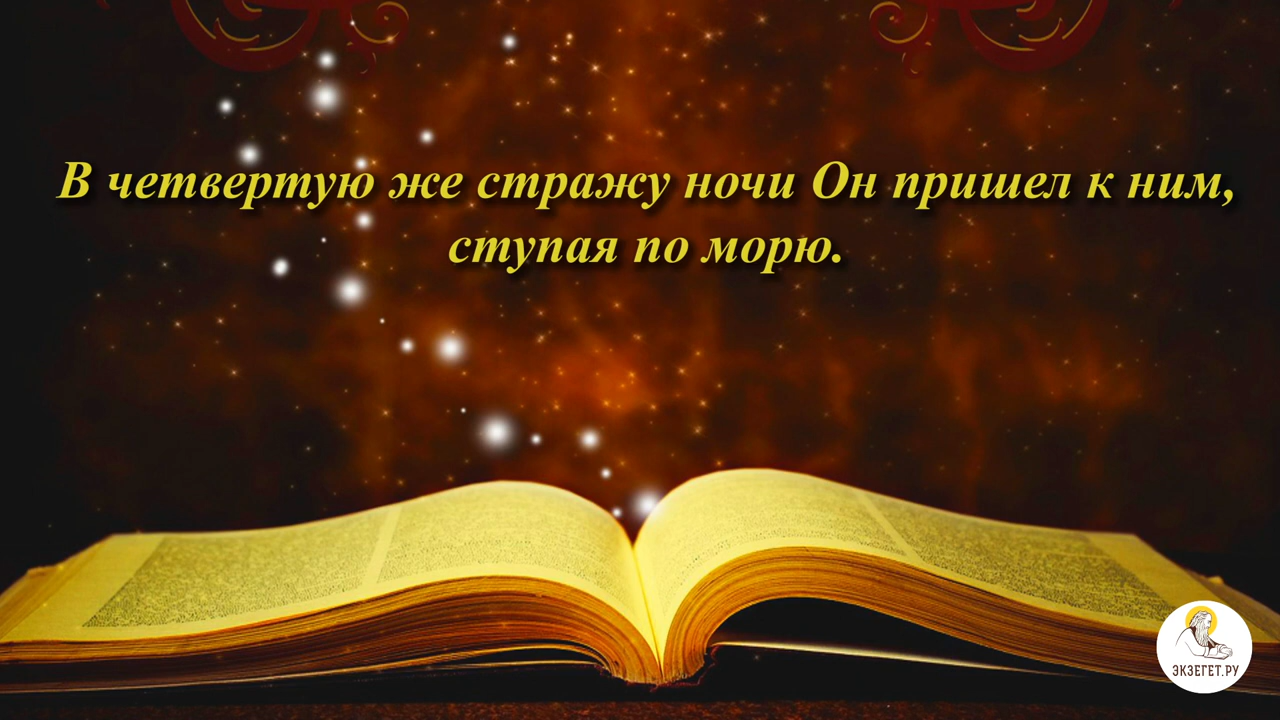 В четвертую же стражу ночи Он пришел к ним,
ступая по морю.
ЭКЗЕГЕТ.РУ